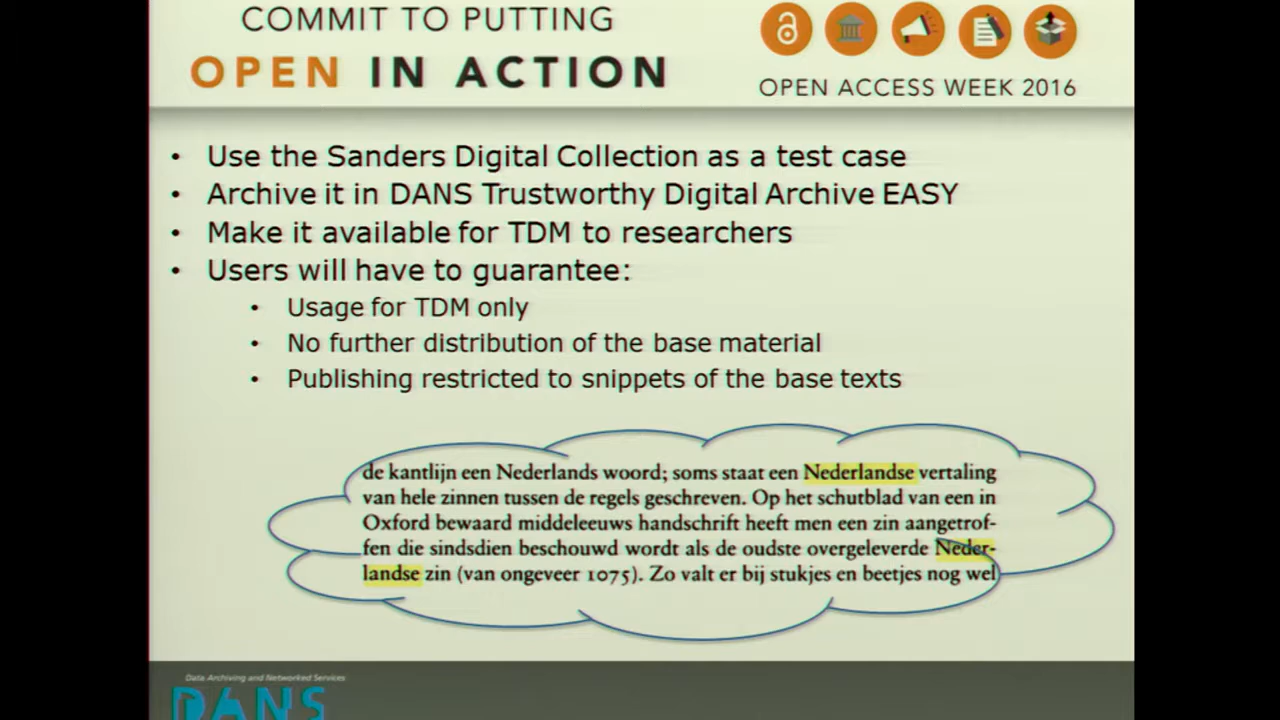 COMMIT TO PUTTING
OPEN IN ACTION
OPEN ACCESS WEEK 2016
• Use the Sanders Digital Collection as a test case
• Archive it in DANS Trustworthy Digital Archive EASY
• Make it available for TDM to researchers
• Users will have to guarantee:
• Usage for TDM only
• No further distribution of the base material
• Publishing restricted to snippets of the base texts
de kantlijn een Nederlands woord; soms staat een Nederlandse vertaling
van hele zinnen tussen de regels geschreven. Op het schutblad van een in
Oxford bewaard middeleeuws handschrift heeft men een zin aangetrof-
fen die sindsdien beschouwd wordt als de oudste overgeleverde Neder-
landse zin (van ongeveer 1075). Zo valt er bij stukjes en beetjes nog wel
Data Archiving and Networked Services
DANS